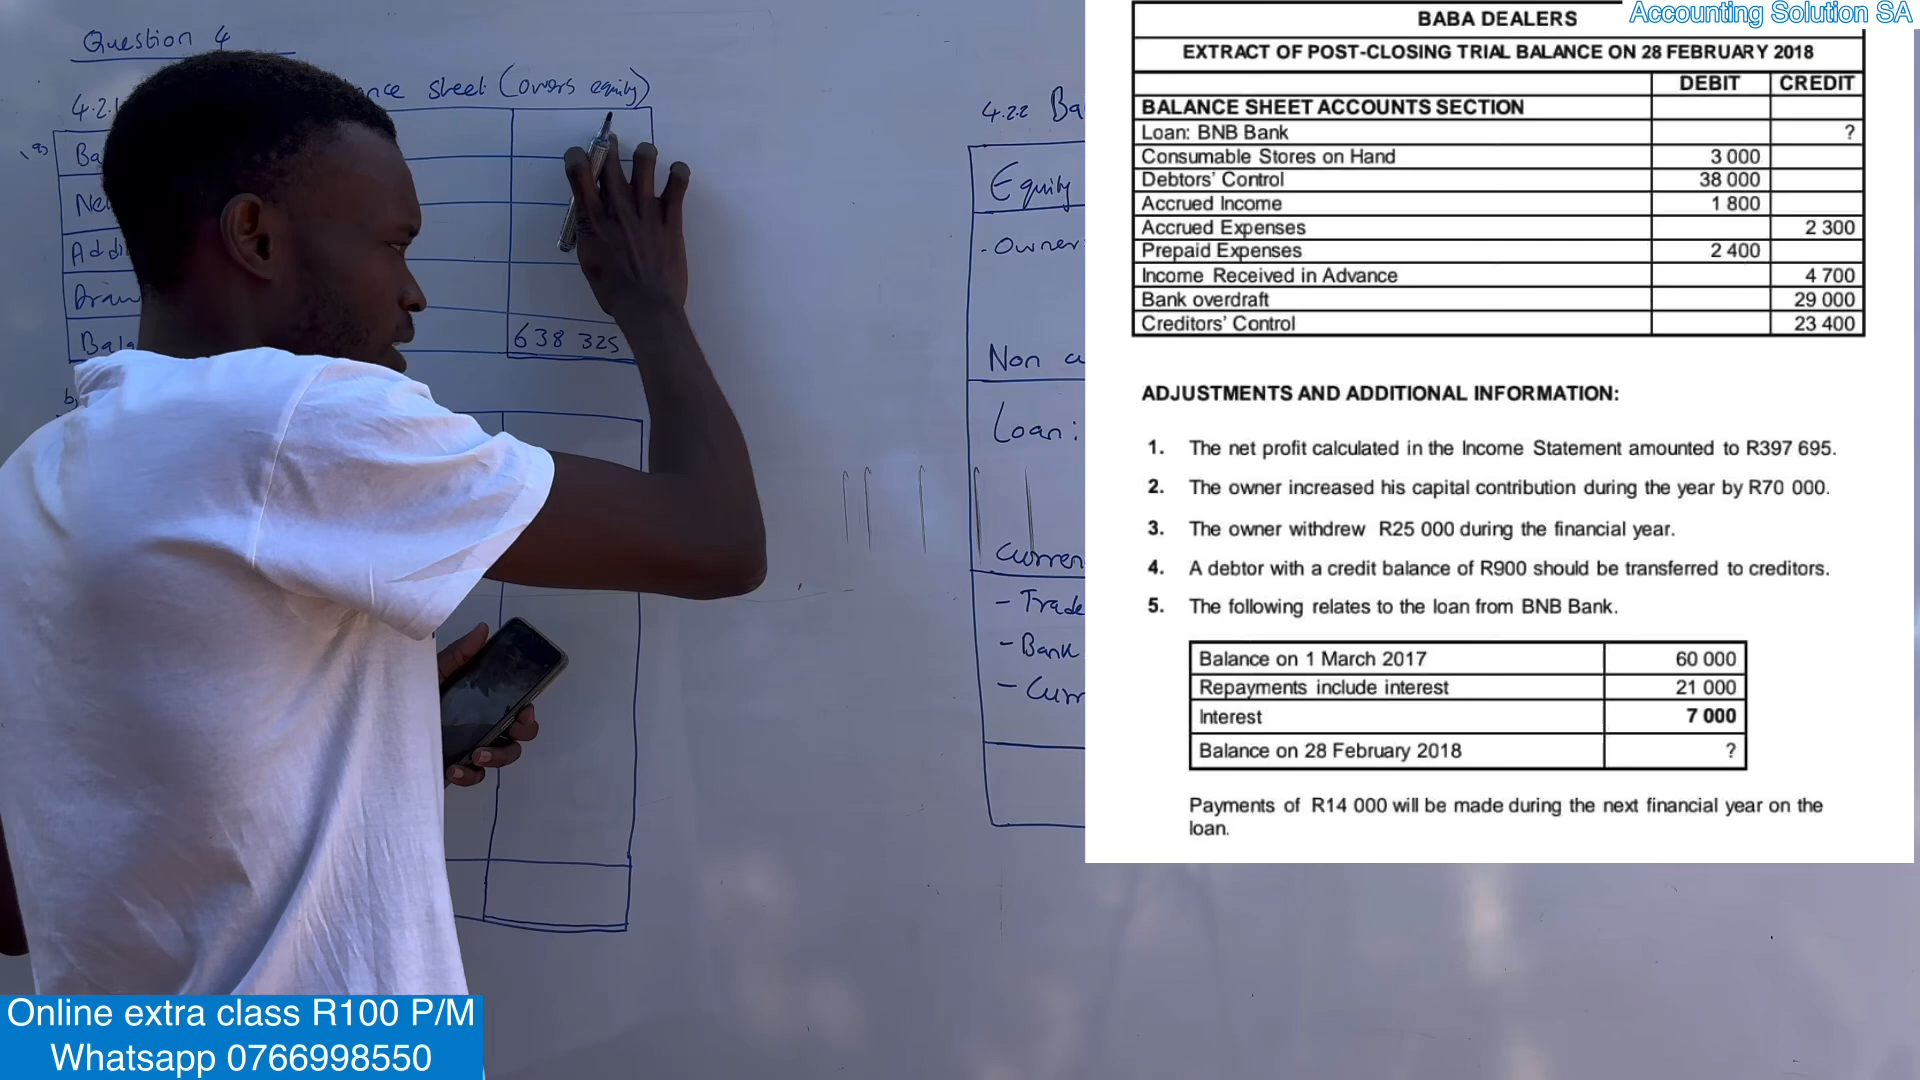 Question 4
4.2.1
nce sheet (owers equity)
a)
Ba
Ne
Addi
Draw
Bala
638 325
b,
4.2.2 Ba
Equity
- Owner
Non c
Loan:
Curren
- Trade
- Bank
- Curr
Accounting Solution SA
BABA DEALERS
EXTRACT OF POST-CLOSING TRIAL BALANCE ON 28 FEBRUARY 2018
DEBIT CREDIT
BALANCE SHEET ACCOUNTS SECTION
Loan: BNB Bank ?
Consumable Stores on Hand 3 000
Debtors' Control 38 000
Accrued Income 1 800
Accrued Expenses 2 300
Prepaid Expenses 2 400
Income Received in Advance 4 700
Bank overdraft 29 000
Creditors' Control 23 400
ADJUSTMENTS AND ADDITIONAL INFORMATION:
1. The net profit calculated in the Income Statement amounted to R397 695.
2. The owner increased his capital contribution during the year by R70 000.
3. The owner withdrew R25 000 during the financial year.
4. A debtor with a credit balance of R900 should be transferred to creditors.
5. The following relates to the loan from BNB Bank.
Balance on 1 March 2017 60 000
Repayments include interest 21 000
Interest 7 000
Balance on 28 February 2018 ?
Payments of R14 000 will be made during the next financial year on the
loan.
Online extra class R100 P/M
Whatsapp 0766998550